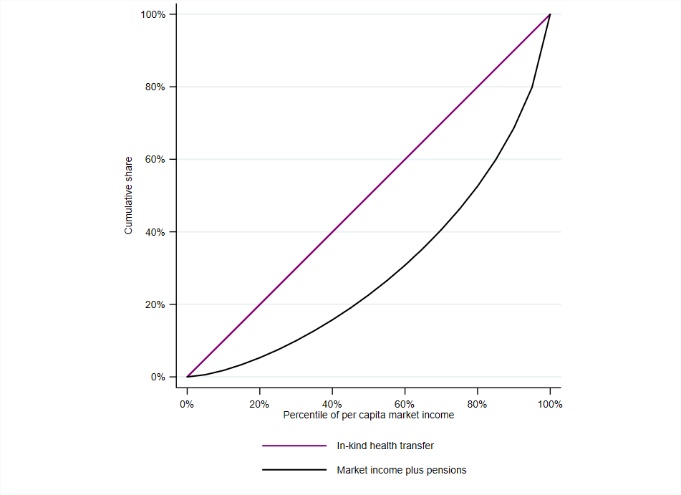 100%
80%
60%
40%
20%
0%
Cumulative share
0% 20% 40% 60% 80% 100%
Percentile of per capita market income
In-kind health transfer
Market income plus pensions